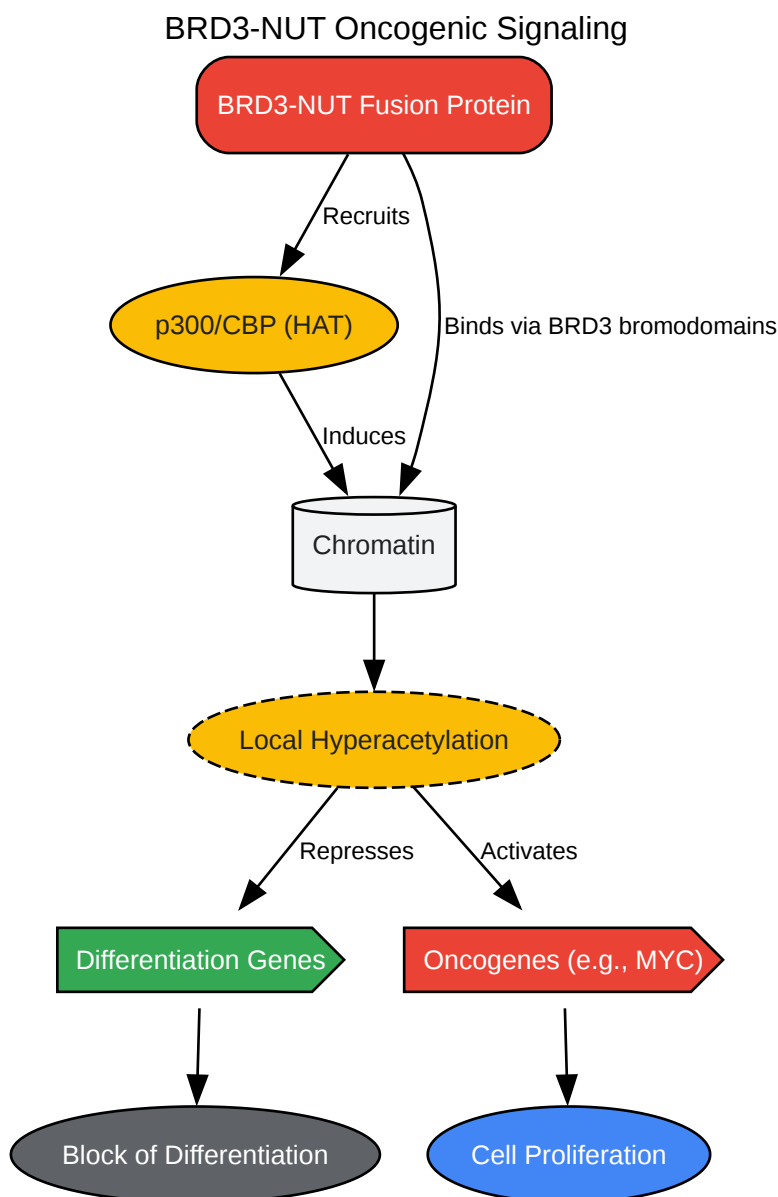 BRD3-NUT Oncogenic Signaling
BRD3-NUT Fusion Protein
Recruits
p300/CBP (HAT)
Binds via BRD3 bromodomains
Induces
Chromatin
Local Hyperacetylation
Represses
Activates
Differentiation Genes
Oncogenes (e.g., MYC)
Block of Differentiation
Cell Proliferation